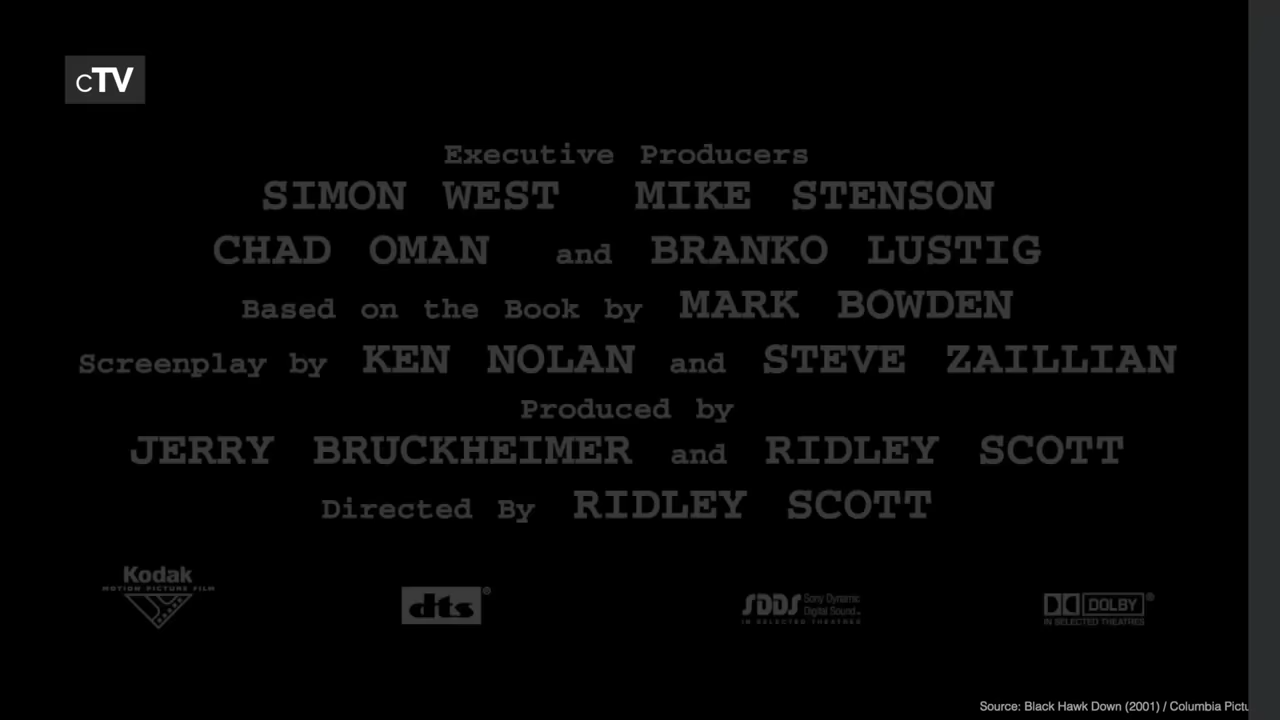 cTV
Executive Producers
SIMON WEST MIKE STENSON
CHAD OMAN and BRANKO LUSTIG
Based on the Book by MARK BOWDEN
Screenplay by KEN NOLAN and STEVE ZAILLIAN
Produced by
JERRY BRUCKHEIMER and RIDLEY SCOTT
Directed By RIDLEY SCOTT
Kodak
MOTION PICTURE FILM
dts®
SDDS Sony Dynamic
Digital Sound™
IN SELECTED THEATRES
DOLBY®
IN SELECTED THEATRES
Source: Black Hawk Down (2001) / Columbia Pictu